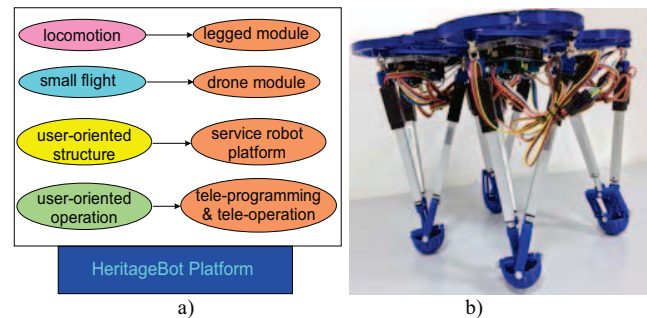 locomotion
legged module
small flight
drone module
user-oriented
structure
service robot
platform
user-oriented
operation
tele-programming
& tele-operation
HeritageBot Platform
a)
b)